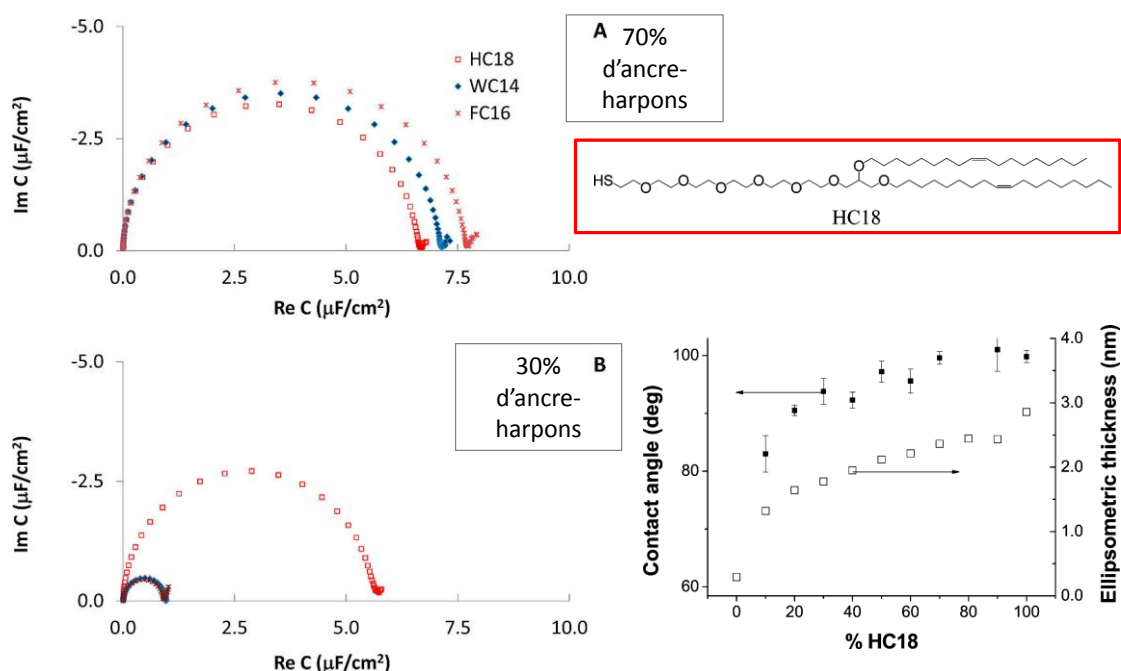 -5.0
-2.5
0.0
Im C (µF/cm²)
0.0
2.5
5.0
7.5
10.0
Re C (µF/cm²)
HC18
WC14
FC16
A
70%
d'ancre-
harpons
HS
O
O
O
O
O
O
O
O
HC18
-5.0
-2.5
0.0
Im C (µF/cm²)
0.0
2.5
5.0
7.5
10.0
Re C (µF/cm²)
30%
d'ancre-
harpons
B
100
80
60
Contact angle (deg)
0
20
40
60
80
100
% HC18
4.0
3.0
2.0
1.0
0.0
Ellipsometric thickness (nm)